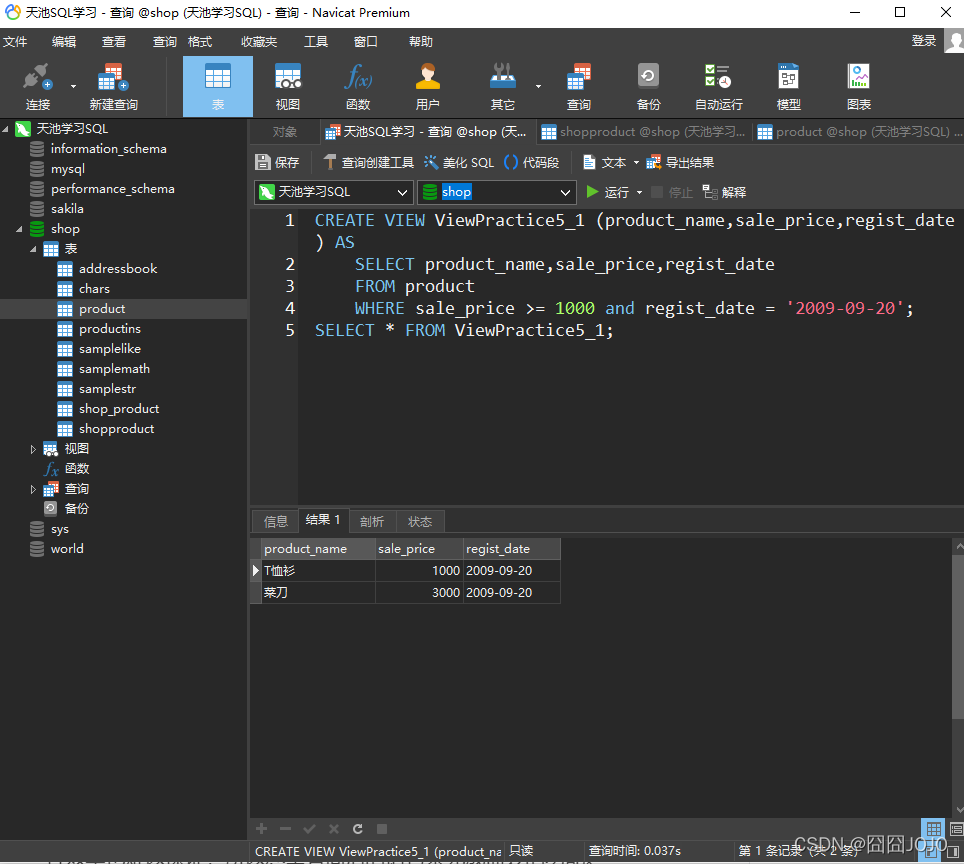 天池SQL学习 - 查询 @shop (天池学习SQL) - 查询 - Navicat Premium
文件 编辑 查看 查询 格式 收藏夹 工具 窗口 帮助 登录
连接 新建查询 表 视图 函数 用户 其它 查询 备份 自动运行 模型 图表
天池学习SQL
information_schema
mysql
performance_schema
sakila
shop
表
addressbook
chars
product
productins
samplelike
samplemath
samplestr
shop_product
shopproduct
视图
函数
查询
备份
sys
world
对象 天池SQL学习 - 查询 @shop (天... shopproduct @shop (天池学习... product @shop (天池学习SQL) ...
保存 查询创建工具 美化 SQL () 代码段 文本 导出结果
天池学习SQL shop 运行 停止 解释
1 CREATE VIEW ViewPractice5_1 (product_name,sale_price,regist_date
) AS
2 SELECT product_name,sale_price,regist_date
3 FROM product
4 WHERE sale_price >= 1000 and regist_date = '2009-09-20';
5 SELECT * FROM ViewPractice5_1;
信息 结果 1 剖析 状态
product_name sale_price regist_date
T恤衫 1000 2009-09-20
菜刀 3000 2009-09-20
CREATE VIEW ViewPractice5_1 (product_na 只读 查询时间: 0.037s 第 1 条记录 (共 2 条)
CSDN @囧囧JOJO